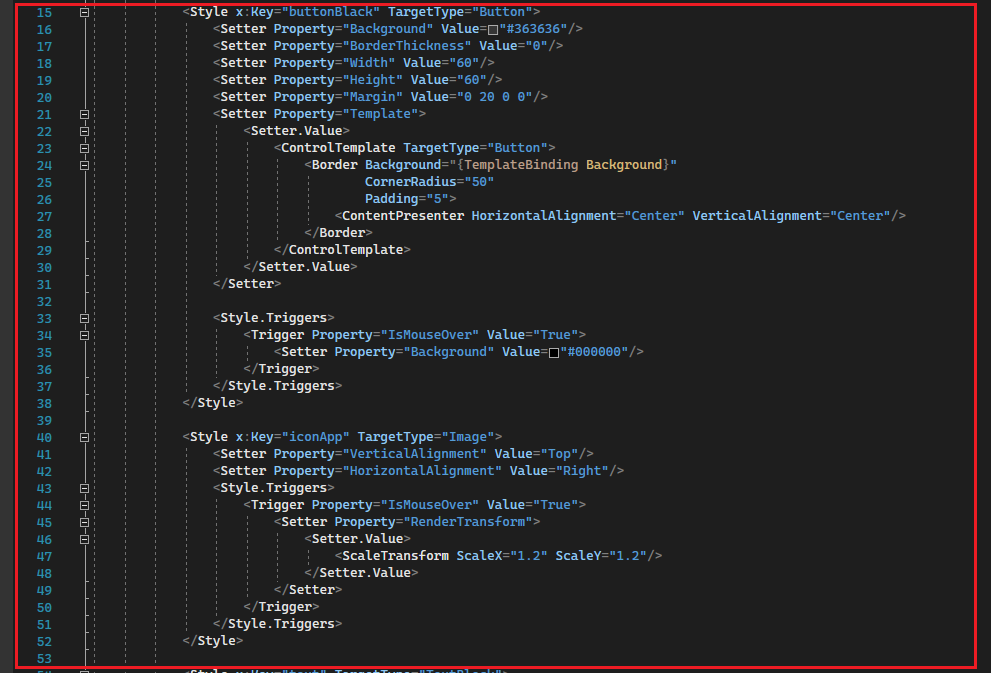 15 <Style x:Key="buttonBlack" TargetType="Button">
16 <Setter Property="Background" Value="#363636"/>
17 <Setter Property="BorderThickness" Value="0"/>
18 <Setter Property="Width" Value="60"/>
19 <Setter Property="Height" Value="60"/>
20 <Setter Property="Margin" Value="0 20 0 0"/>
21 <Setter Property="Template">
22 <Setter.Value>
23 <ControlTemplate TargetType="Button">
24 <Border Background="{TemplateBinding Background}"
25 CornerRadius="50"
26 Padding="5">
27 <ContentPresenter HorizontalAlignment="Center" VerticalAlignment="Center"/>
28 </Border>
29 </ControlTemplate>
30 </Setter.Value>
31 </Setter>
32
33 <Style.Triggers>
34 <Trigger Property="IsMouseOver" Value="True">
35 <Setter Property="Background" Value="#000000"/>
36 </Trigger>
37 </Style.Triggers>
38 </Style>
39
40 <Style x:Key="iconApp" TargetType="Image">
41 <Setter Property="VerticalAlignment" Value="Top"/>
42 <Setter Property="HorizontalAlignment" Value="Right"/>
43 <Style.Triggers>
44 <Trigger Property="IsMouseOver" Value="True">
45 <Setter Property="RenderTransform">
46 <Setter.Value>
47 <ScaleTransform ScaleX="1.2" ScaleY="1.2"/>
48 </Setter.Value>
49 </Setter>
50 </Trigger>
51 </Style.Triggers>
52 </Style>
53